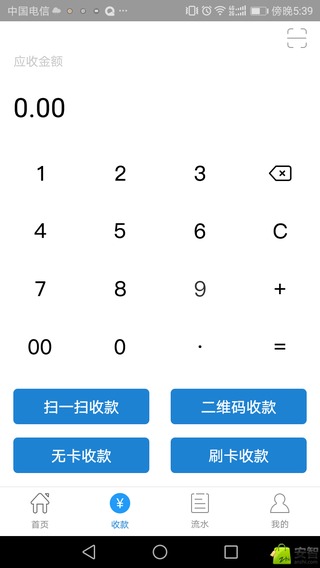 中国电信 ··· 傍晚5:39
应收金额
0.00
1 2 3
4 5 6 C
7 8 9 +
00 0 · =
扫一扫收款 二维码收款
无卡收款 刷卡收款
首页 收款 流水 我的
安智